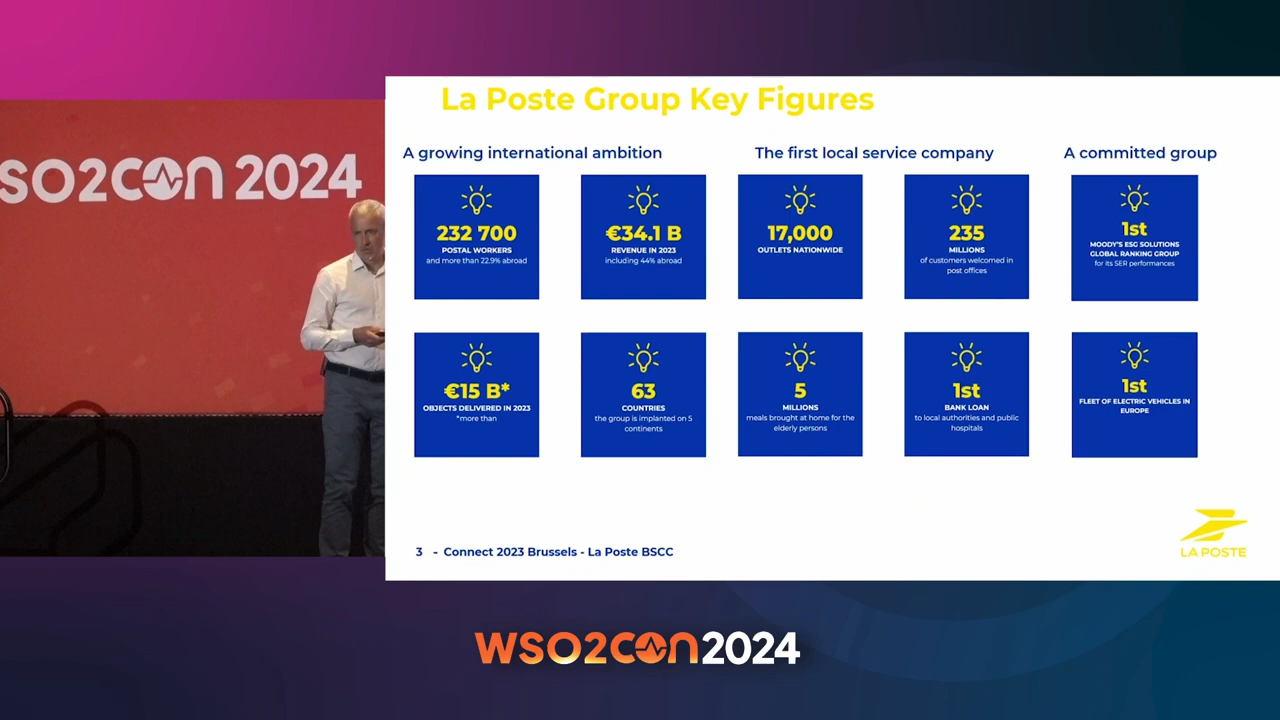 SO2CON 2024
La Poste Group Key Figures
A growing international ambition
The first local service company
A committed group
232 700
POSTAL WORKERS
and more than 22.9% abroad
€34.1 B
REVENUE IN 2023
including 44% abroad
17,000
OUTLETS NATIONWIDE
235
MILLIONS
of customers welcomed in
post offices
1st
MOODY'S ESG SOLUTIONS
GLOBAL RANKING GROUP
for its SER performances
€15 B*
OBJECTS DELIVERED IN 2023
*more than
63
COUNTRIES
the group is implanted on 5
continents
5
MILLIONS
meals brought at home for the
elderly persons
1st
BANK LOAN
to local authorities and public
hospitals
1st
FLEET OF ELECTRIC VEHICLES IN
EUROPE
LA POSTE
3 - Connect 2023 Brussels - La Poste BSCC
WSO2CON2024